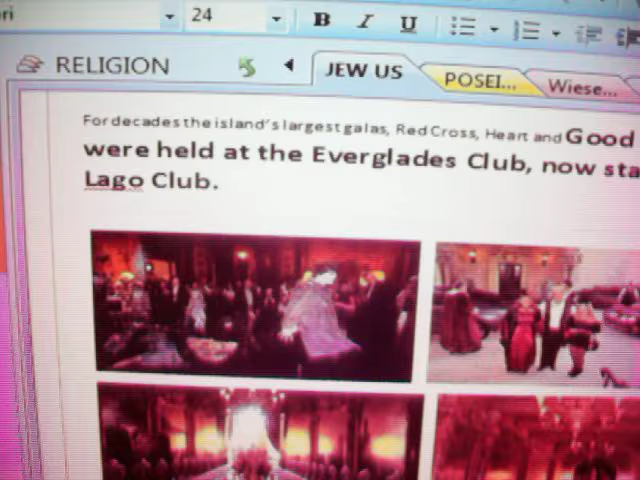 24 B I U
RELIGION
JEW US
POSEI...
Wiese...
For decades the island's largest galas, Red Cross, Heart and Good
were held at the Everglades Club, now sta
Lago Club.